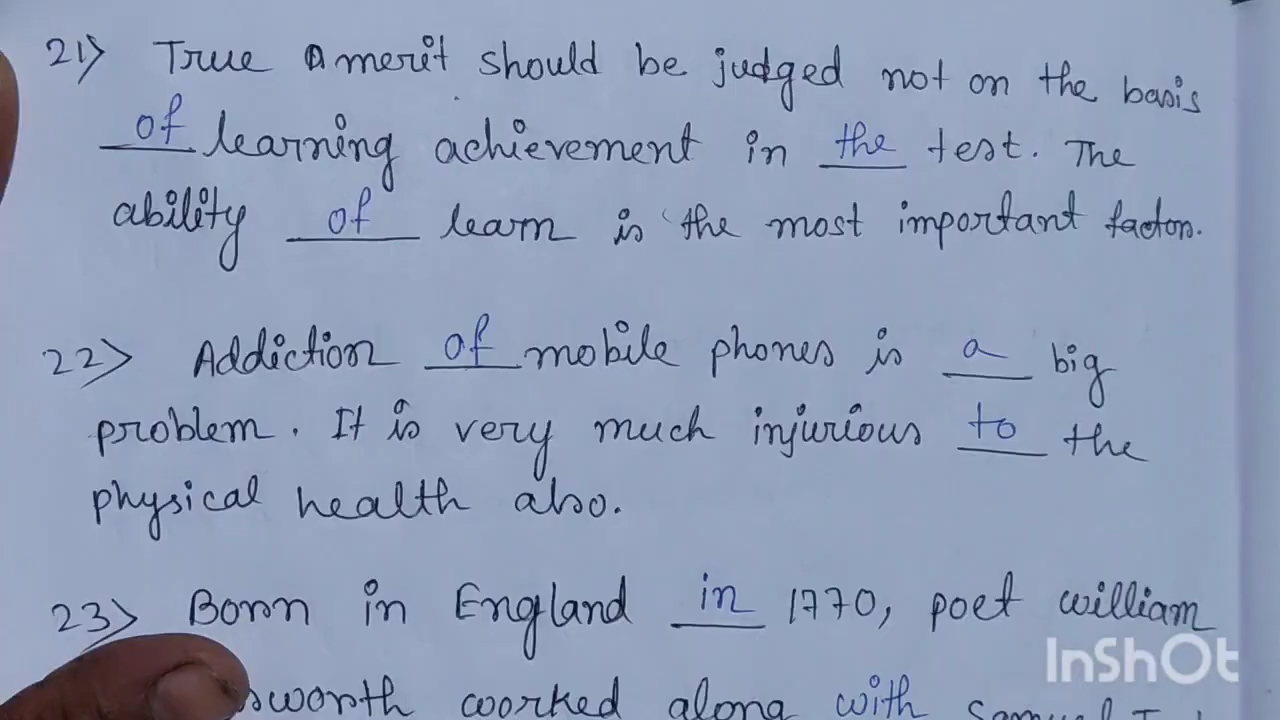 21> True a merit should be judged not on the basis
of learning achievement in the test. The
ability of learn is the most important factor.
22> Addiction of mobile phones is a big
problem. It is very much injurious to the
physical health also.
23> Born in England in 1770, poet william
worked along with Samuel T.
InShOt